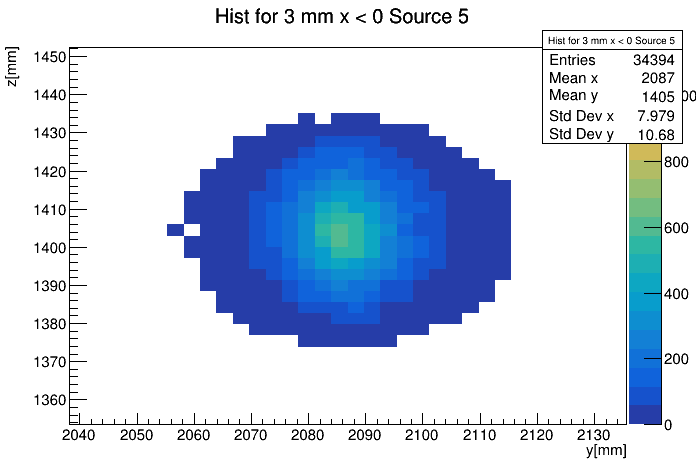 Hist for 3 mm x < 0 Source 5
z[mm]
Hist for 3 mm x < 0 Source 5
Entries 34394
Mean x 2087
Mean y 1405
Std Dev x 7.979
Std Dev y 10.68
1450
1440
1430
1420
1410
1400
1390
1380
1370
1360
00
800
600
400
200
0
2040 2050 2060 2070 2080 2090 2100 2110 2120 2130
y[mm]